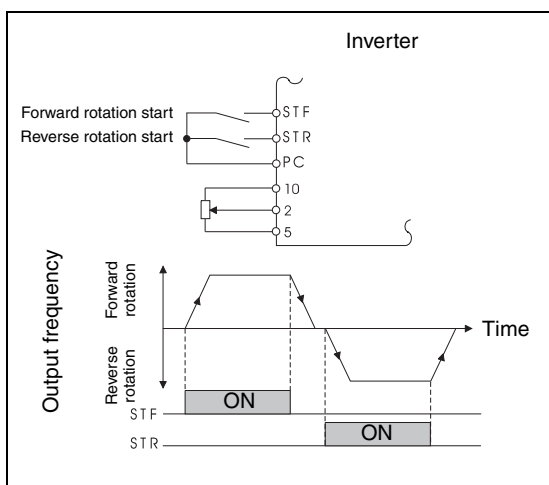 Inverter
Forward rotation start
STF
Reverse rotation start
STR
PC
10
2
5
Output frequency
Forward
rotation
Reverse
rotation
Time
ON
STF
ON
STR